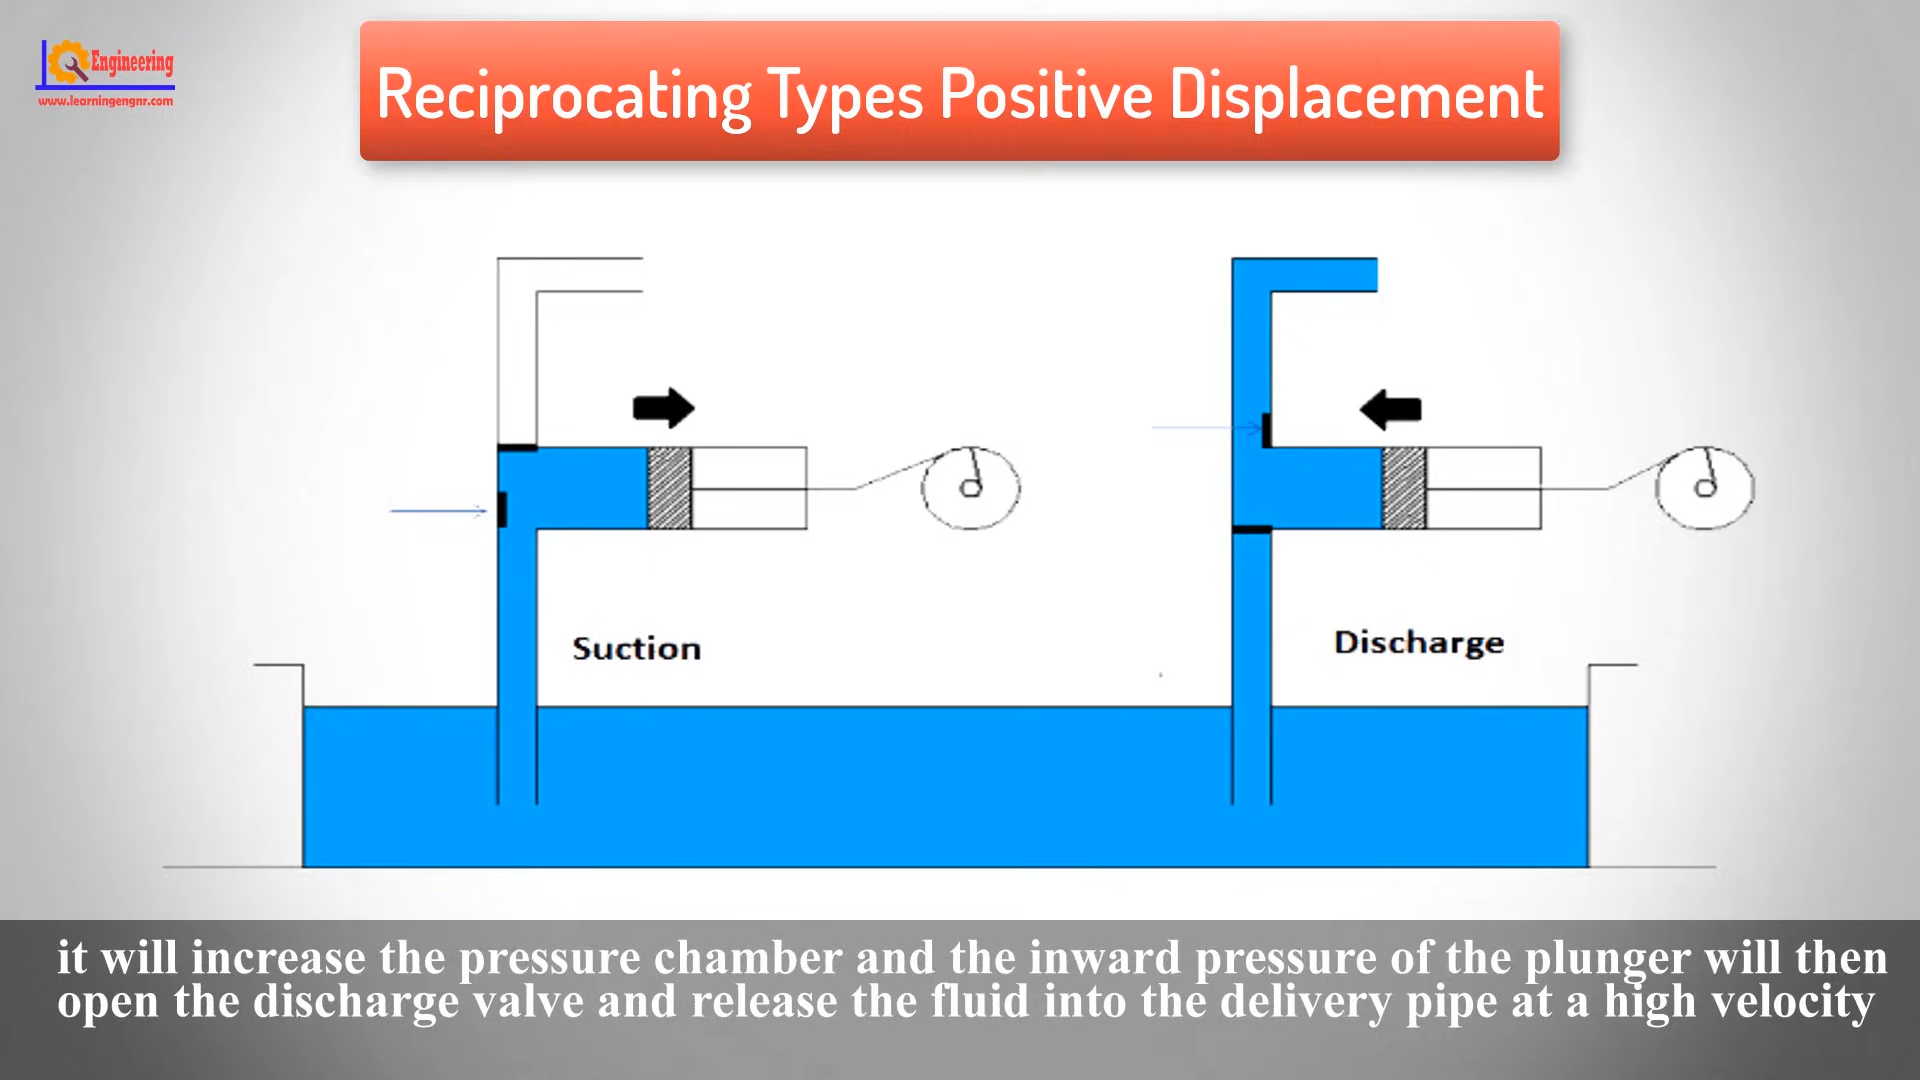 Engineering
www.learningengnr.com
Reciprocating Types Positive Displacement
Suction
Discharge
it will increase the pressure chamber and the inward pressure of the plunger will then
open the discharge valve and release the fluid into the delivery pipe at a high velocity